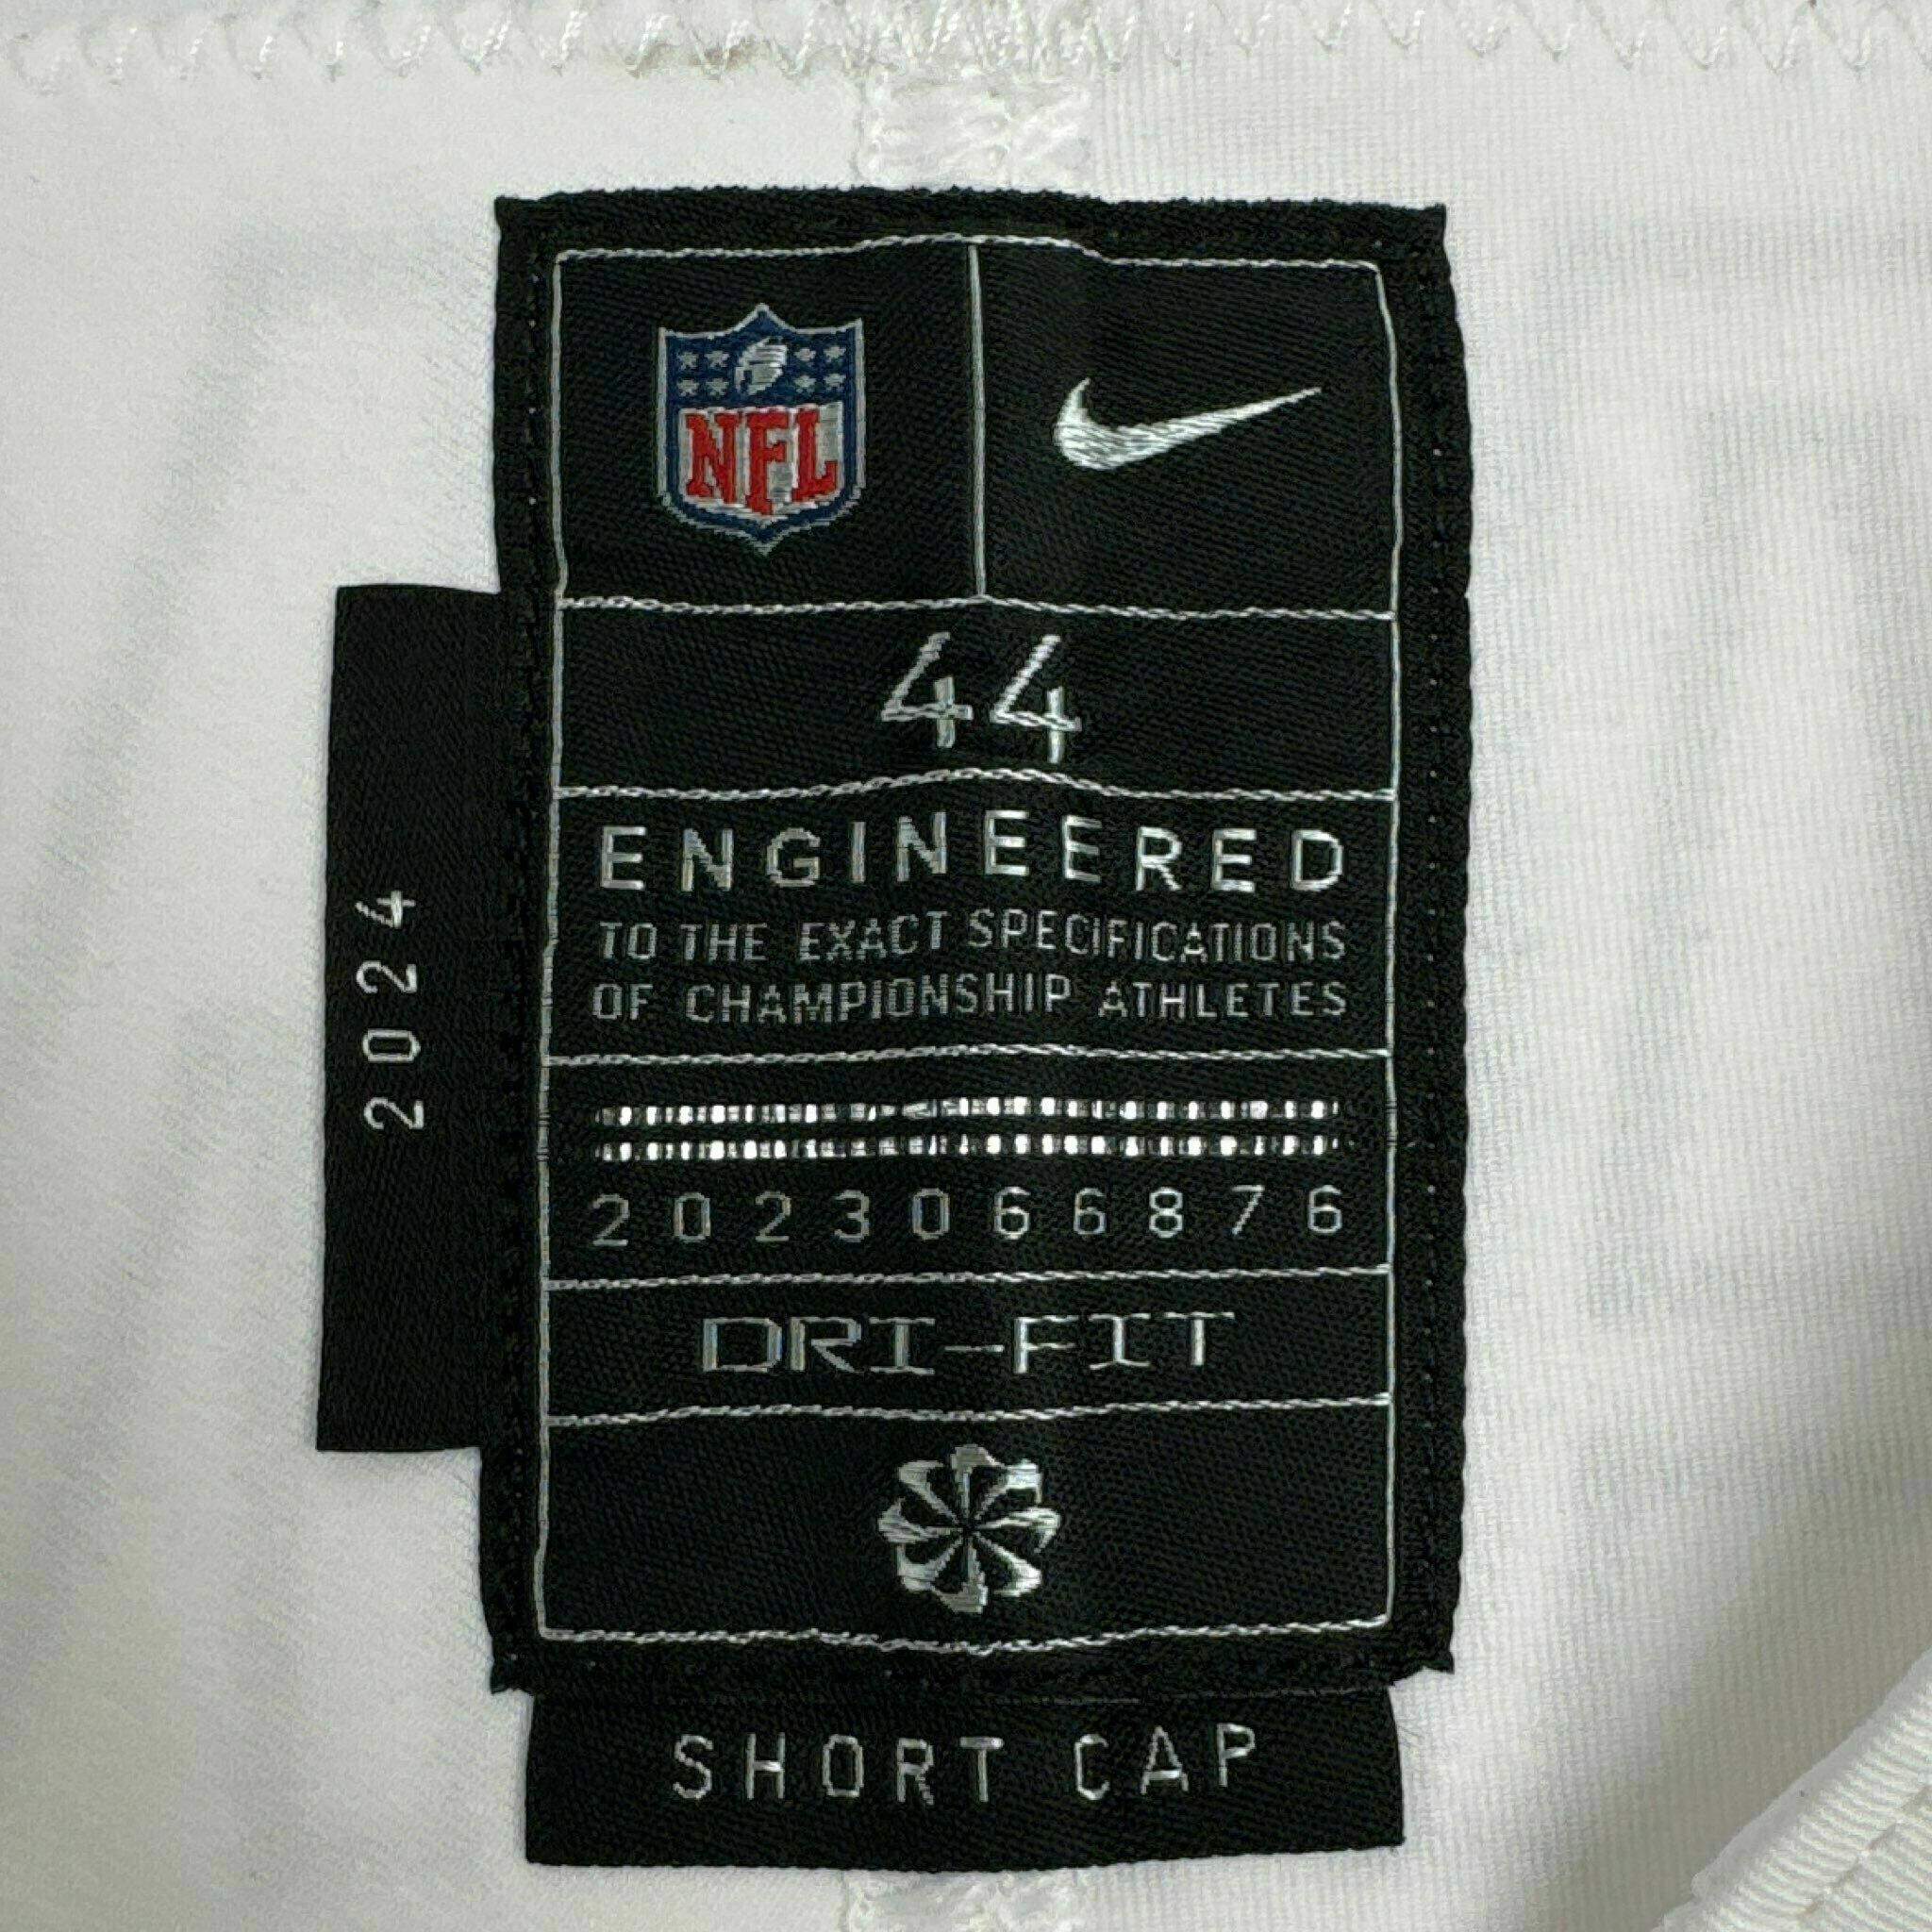 NFL
44
ENGINEERED
TO THE EXACT SPECIFICATIONS
OF CHAMPIONSHIP ATHLETES
2023066876
DRI-FIT
SHORT CAP
2024